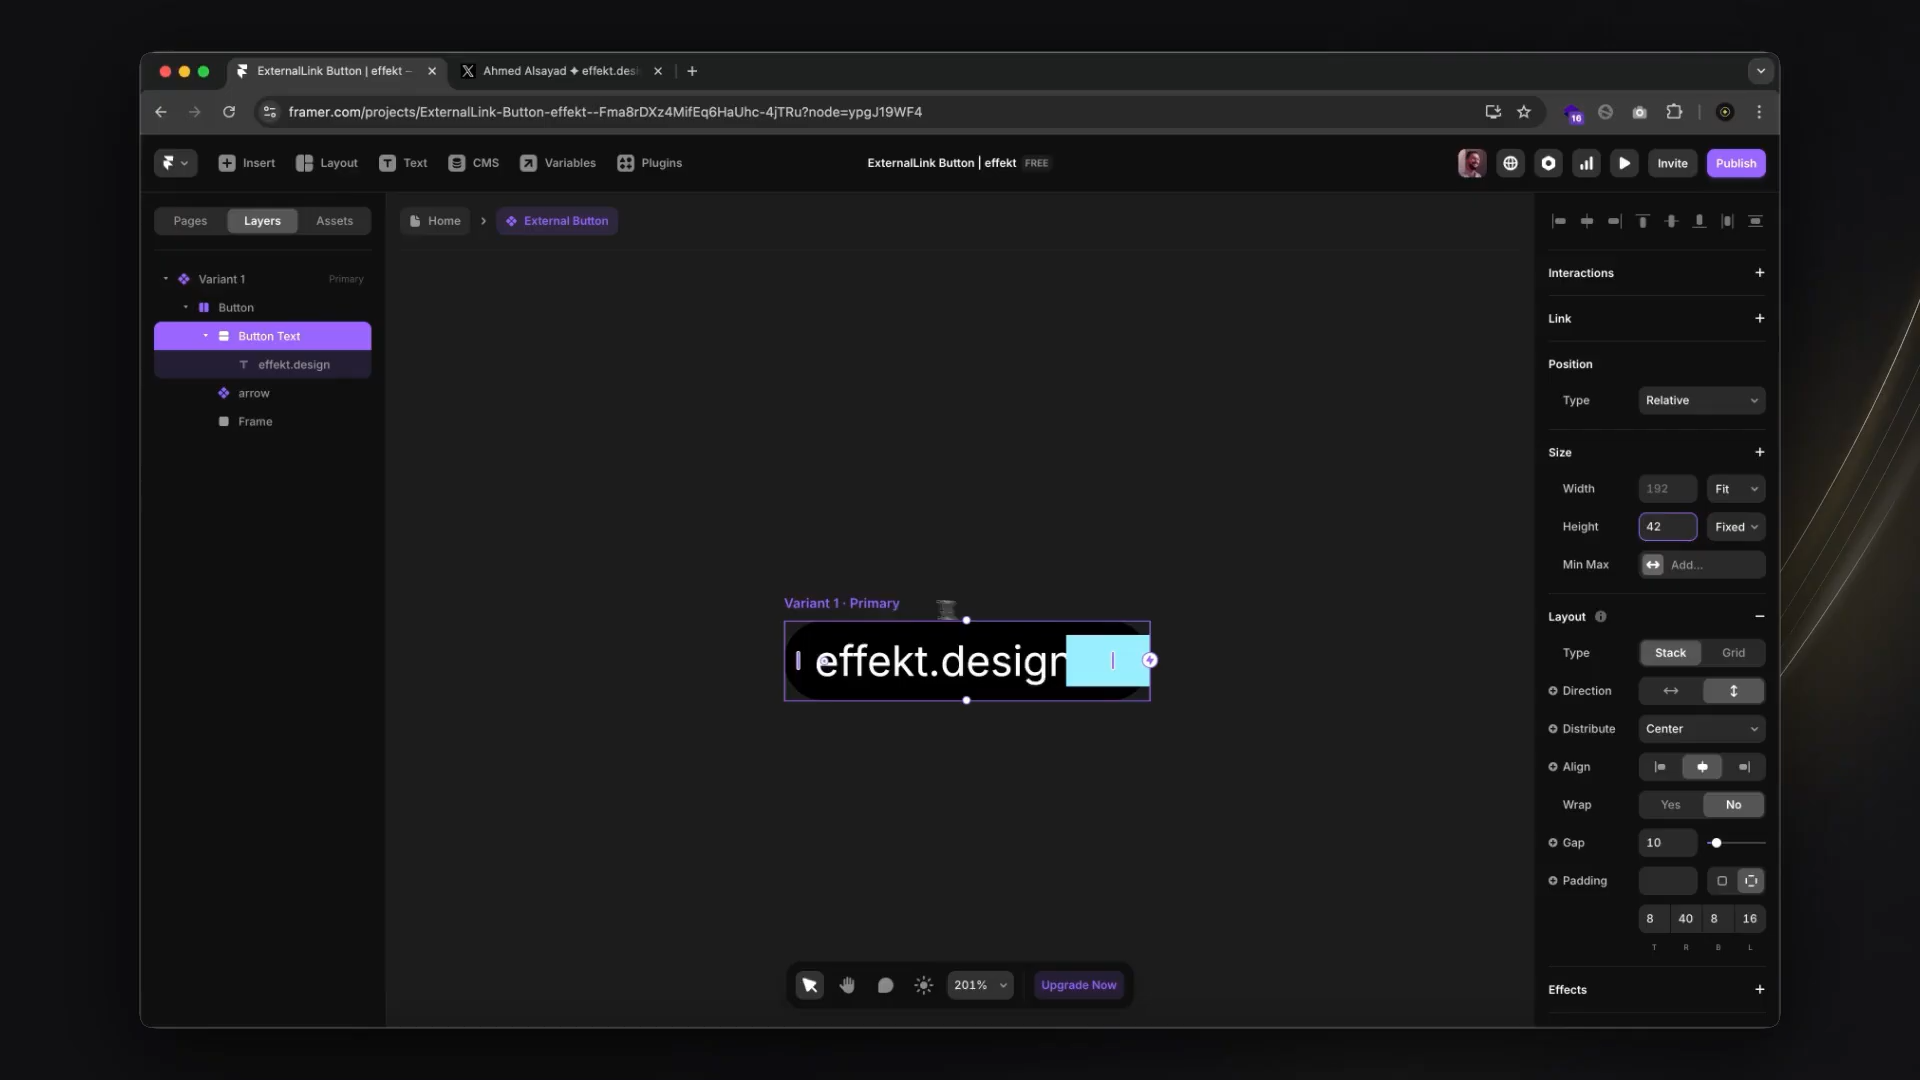 ExternalLink Button | effekt –
Ahmed Alsayad ✦ effekt.desi
framer.com/projects/ExternalLink-Button-effekt--Fma8rDXz4MifEq6HaUhc-4jTRu?node=ypgJ19WF4
16
Insert
Layout
Text
CMS
Variables
Plugins
ExternalLink Button | effekt FREE
Invite
Publish
Pages
Layers
Assets
Home
External Button
Variant 1
Primary
Button
Button Text
effekt.design
arrow
Frame
Variant 1 · Primary
effekt.design
201%
Upgrade Now
Interactions
Link
Position
Type
Relative
Size
Width
192
Fit
Height
42
Fixed
Min Max
Add...
Layout
Type
Stack
Grid
Direction
Distribute
Center
Align
Wrap
Yes
No
Gap
10
Padding
8 40 8 16
T R B L
Effects